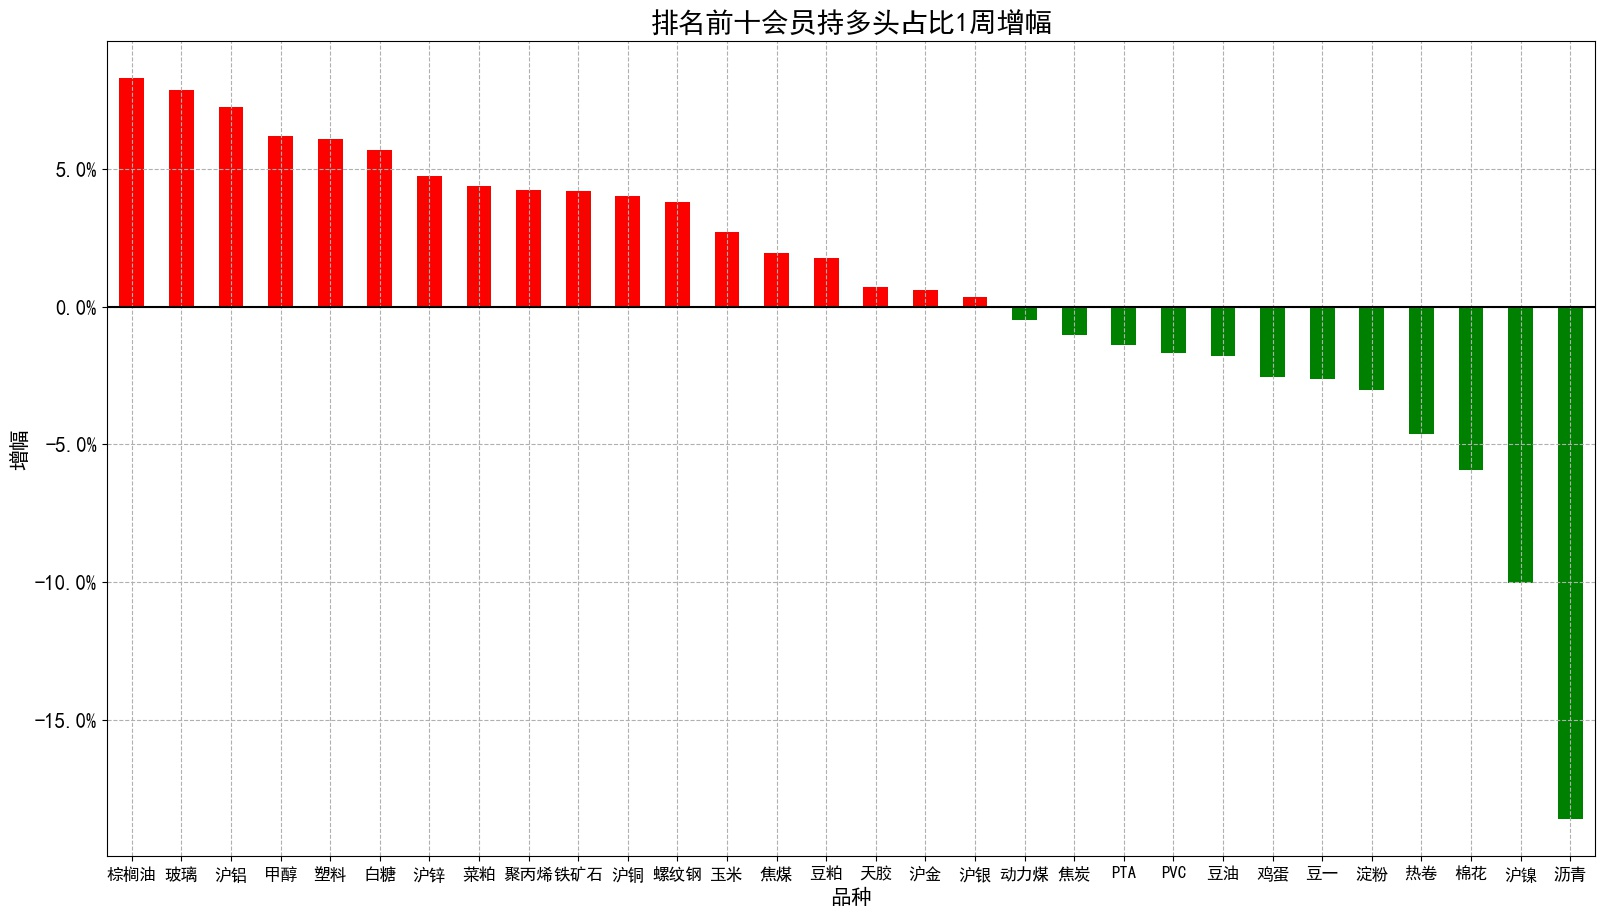 排名前十会员持多头占比1周增幅
5.0%
0.0%
-5.0%
-10.0%
-15.0%
增幅
棕榈油 玻璃 沪铝 甲醇 塑料 白糖 沪锌 菜粕 聚丙烯 铁矿石 沪铜 螺纹钢 玉米 焦煤 豆粕 天胶 沪金 沪银 动力煤 焦炭 PTA PVC 豆油 鸡蛋 豆一 淀粉 热卷 棉花 沪镍 沥青
品种